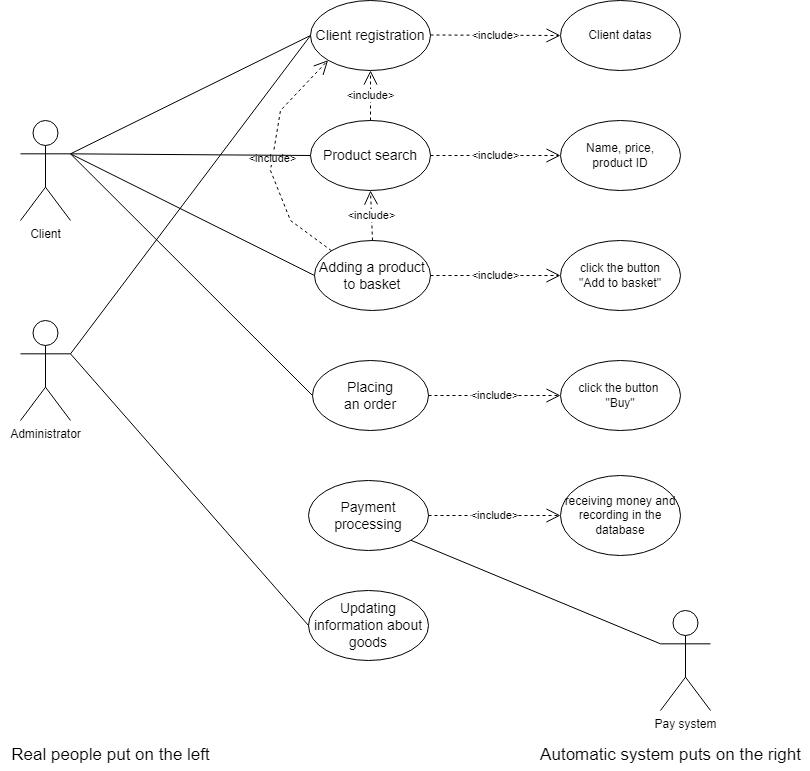 Client registration
<include>
Client datas
<include>
Product search
<include>
Name, price,
product ID
<include>
Client
<include>
Adding a product
to basket
<include>
click the button
"Add to basket"
Placing
an order
<include>
click the button
"Buy"
Administrator
Payment
processing
<include>
receiving money and
recording in the
database
Updating
information about
goods
Pay system
Real people put on the left
Automatic system puts on the right